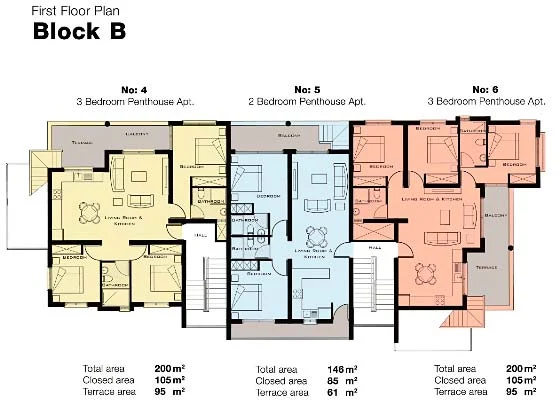 First Floor Plan
Block B
No: 4
3 Bedroom Penthouse Apt.
No: 5
2 Bedroom Penthouse Apt.
No: 6
3 Bedroom Penthouse Apt.
TERRACE
BALCONY
BEDROOM
BATHROOM
LIVING ROOM &
KITCHEN
HALL
BEDROOM
BATHROOM
BEDROOM
BALCONY
BEDROOM
BATHROOM
BATHROOM
BEDROOM
LIVING ROOM &
KITCHEN
BEDROOM
BEDROOM
BATHROOM
BEDROOM
BATHROOM
LIVING ROOM & KITCHEN
HALL
BALCONY
TERRACE
Total area 200 m²
Closed area 105 m²
Terrace area 95 m²
Total area 146 m²
Closed area 85 m²
Terrace area 61 m²
Total area 200 m²
Closed area 105 m²
Terrace area 95 m²